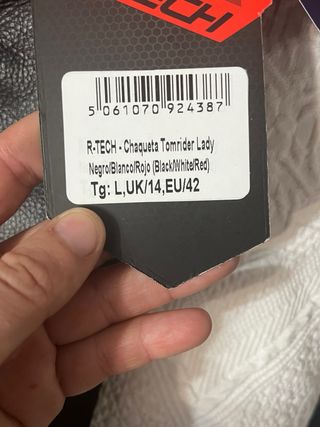 TECH
5 061070 924387
R-TECH - Chaqueta Tomrider Lady
Negro/Blanco/Rojo (Black/White/Red)
Tg: L,UK/14,EU/42